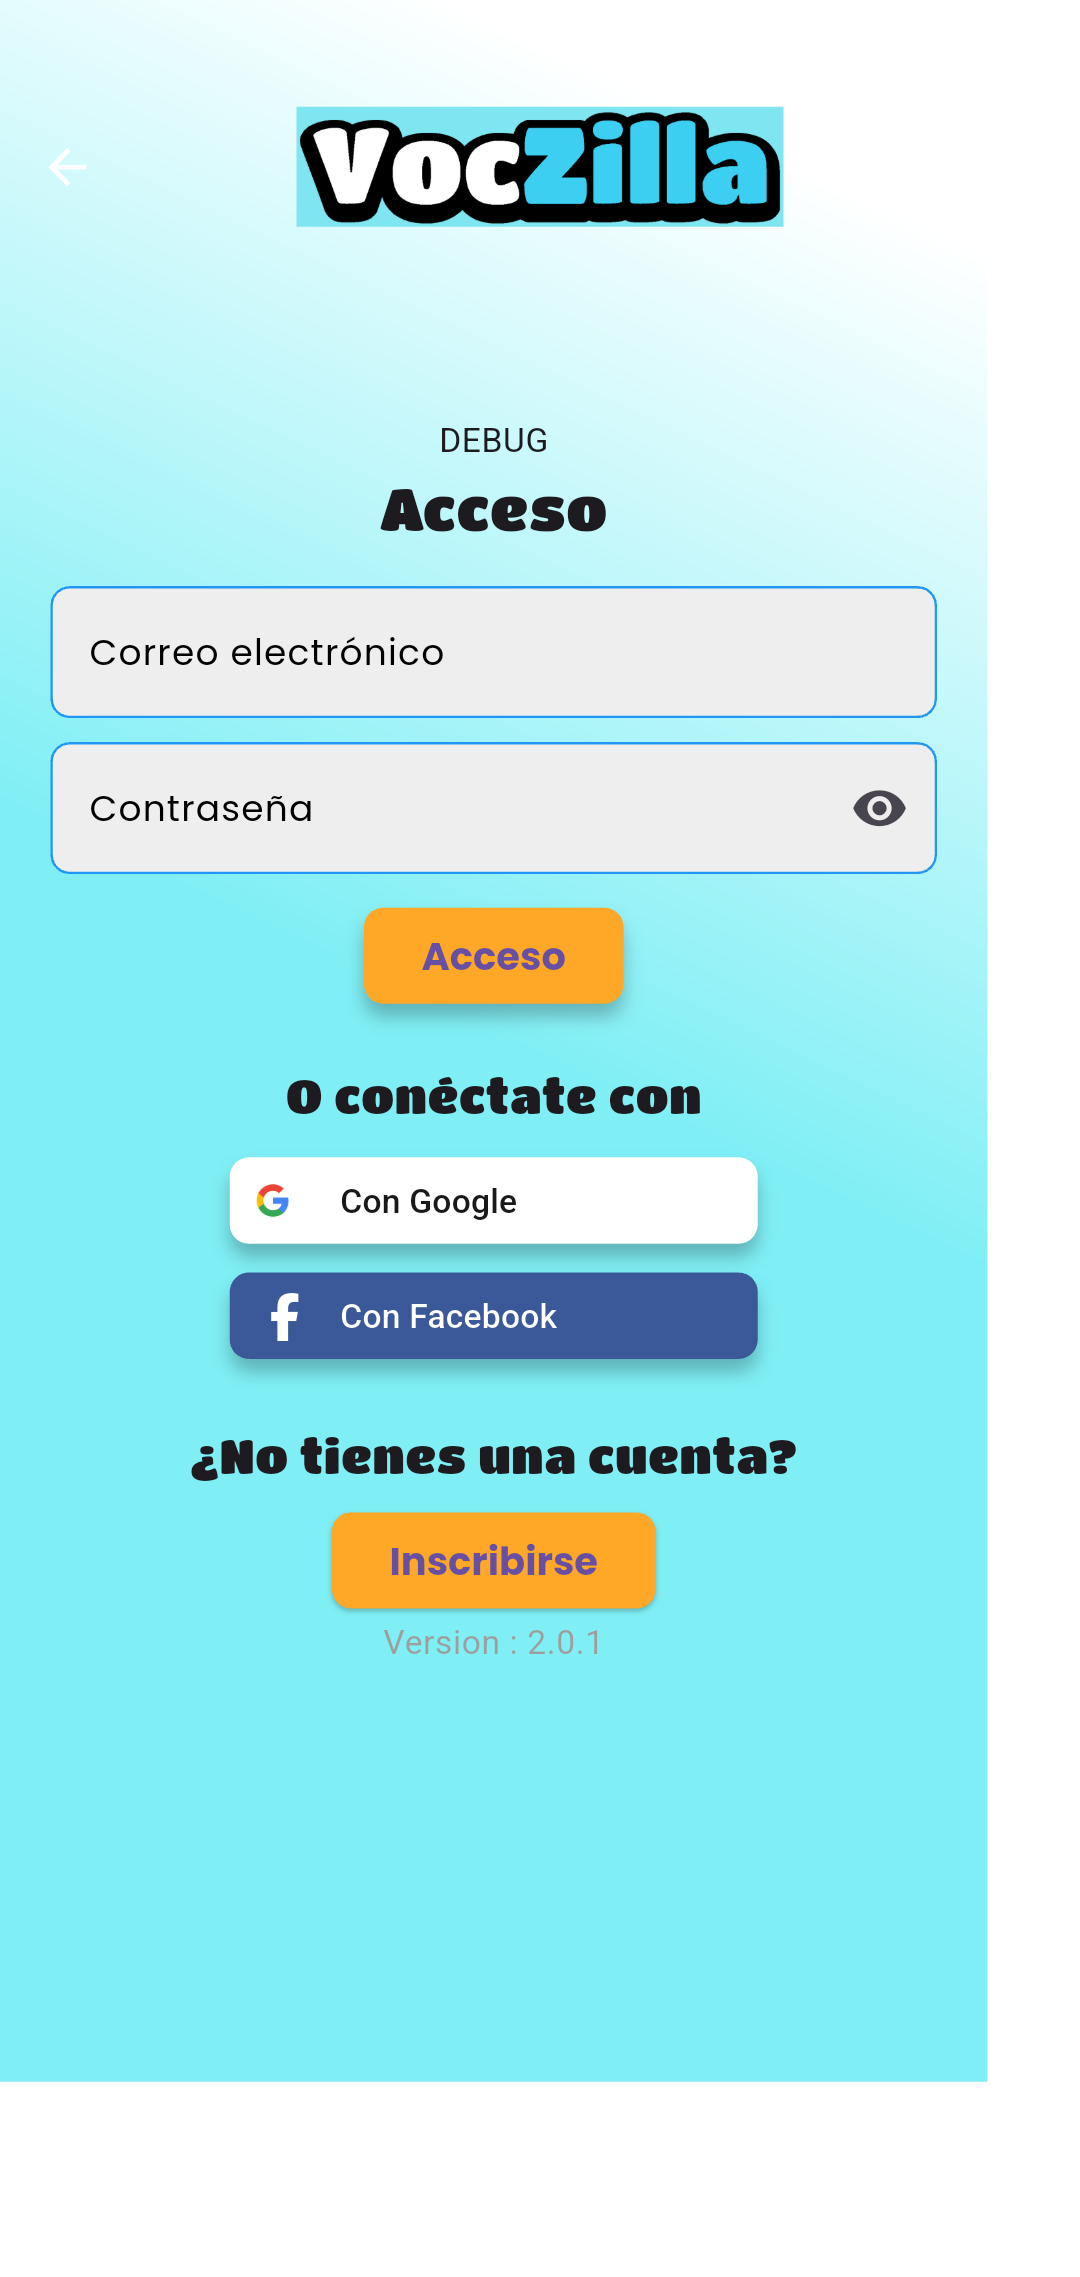 VocZilla
DEBUG
Acceso
Correo electrónico
Contraseña
Acceso
O conéctate con
Con Google
Con Facebook
¿No tienes una cuenta?
Inscribirse
Version : 2.0.1